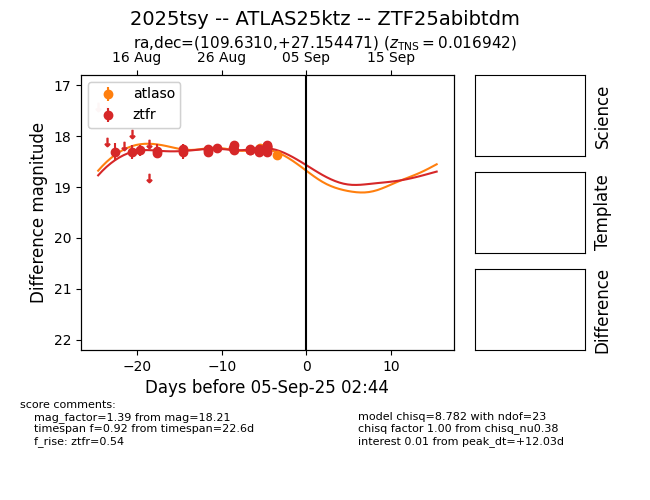 2025tsy -- ATLAS25ktz -- ZTF25abibtdm
ra,dec=(109.6310,+27.154471) (z_TNS = 0.016942)
16 Aug 26 Aug 05 Sep 15 Sep
atlaso
ztfr
17
18
19
20
21
22
Difference magnitude
−20 −10 0 10
Days before 05-Sep-25 02:44
Science
Template
Difference
score comments:
mag_factor=1.39 from mag=18.21
timespan f=0.92 from timespan=22.6d
f_rise: ztfr=0.54
model chisq=8.782 with ndof=23
chisq factor 1.00 from chisq_nu0.38
interest 0.01 from peak_dt=+12.03d